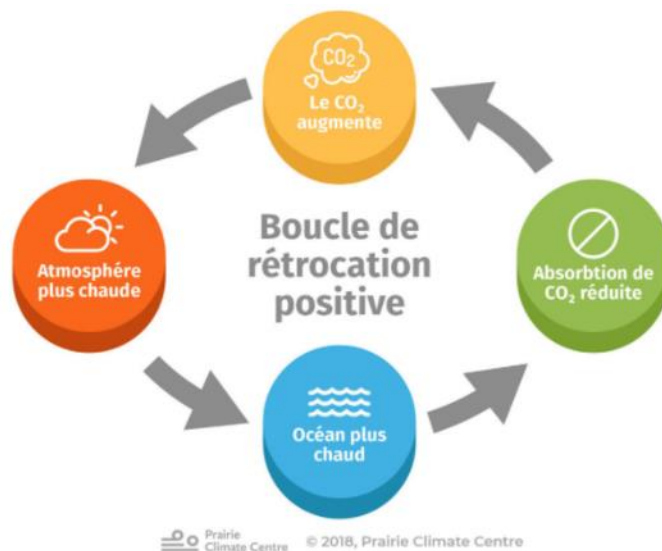 CO₂
Le CO₂
augmente
Boucle de
rétrocation
positive
Atmosphère
plus chaude
Absorbtion de
CO₂ réduite
Océan plus
chaud
Prairie
Climate Centre
© 2018, Prairie Climate Centre